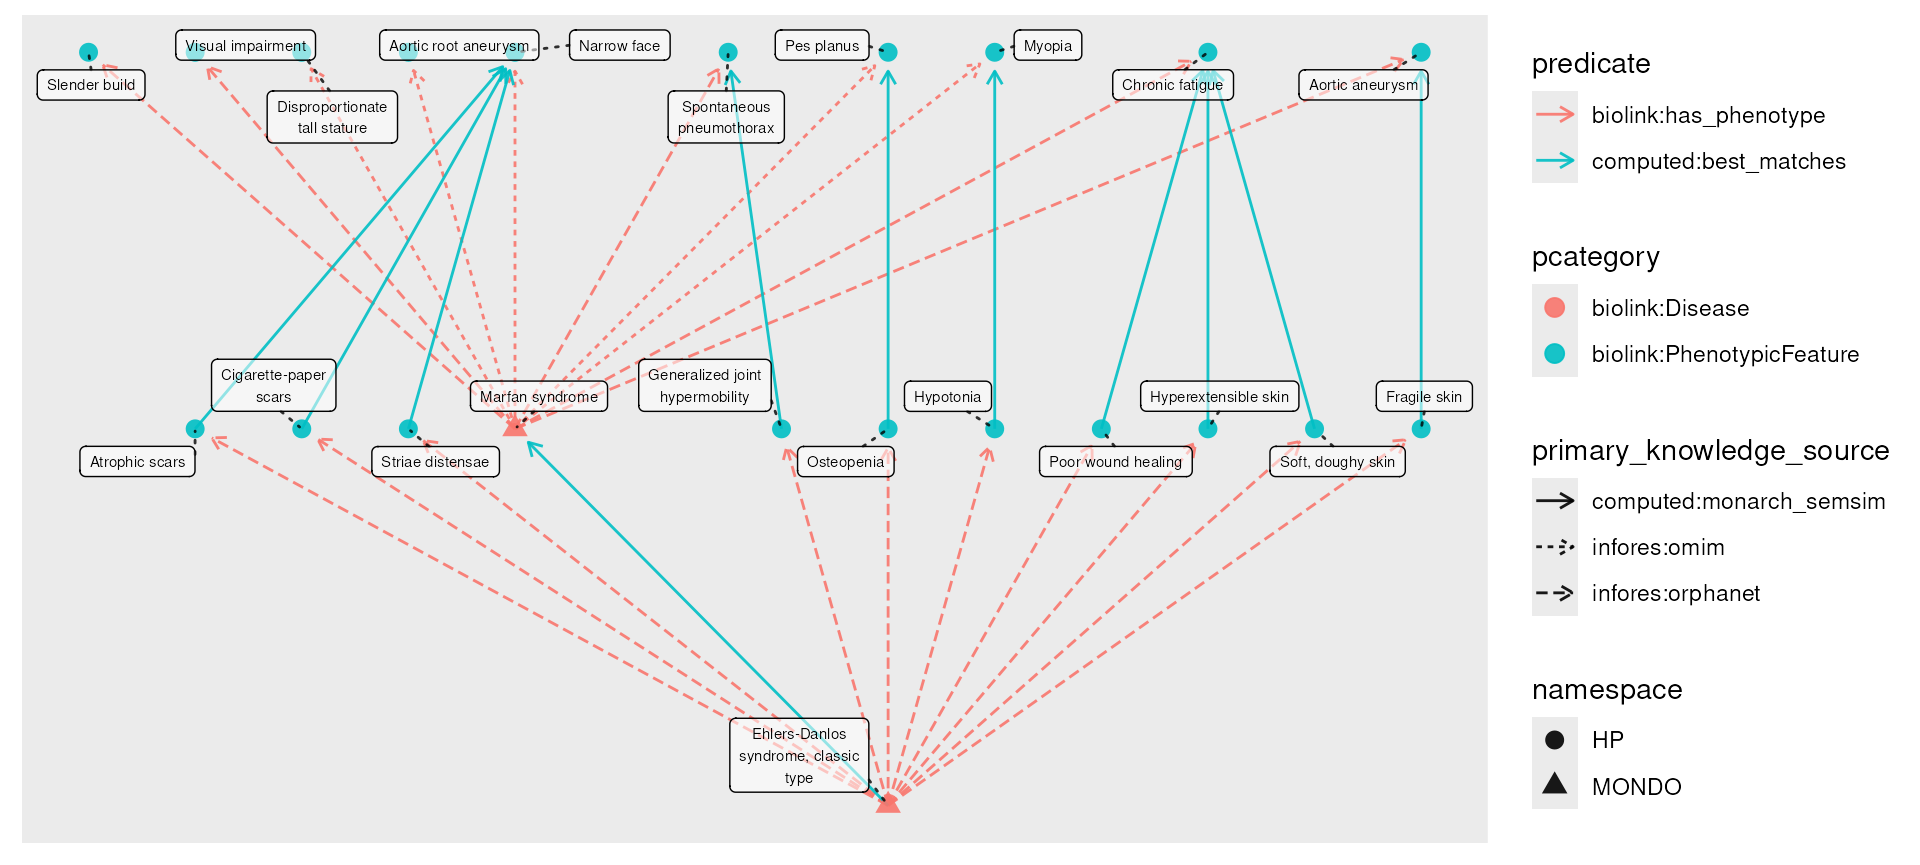 Visual impairment
Aortic root aneurysm
Narrow face
Pes planus
Myopia
Slender build
Chronic fatigue
Aortic aneurysm
Disproportionate
tall stature
Spontaneous
pneumothorax
Cigarette-paper
scars
Marfan syndrome
Generalized joint
hypermobility
Hypotonia
Hyperextensible skin
Fragile skin
Atrophic scars
Striae distensae
Osteopenia
Poor wound healing
Soft, doughy skin
Ehlers-Danlos
syndrome, classic
type
predicate
biolink:has_phenotype
computed:best_matches
pcategory
biolink:Disease
biolink:PhenotypicFeature
primary_knowledge_source
computed:monarch_semsim
infores:omim
infores:orphanet
namespace
HP
MONDO